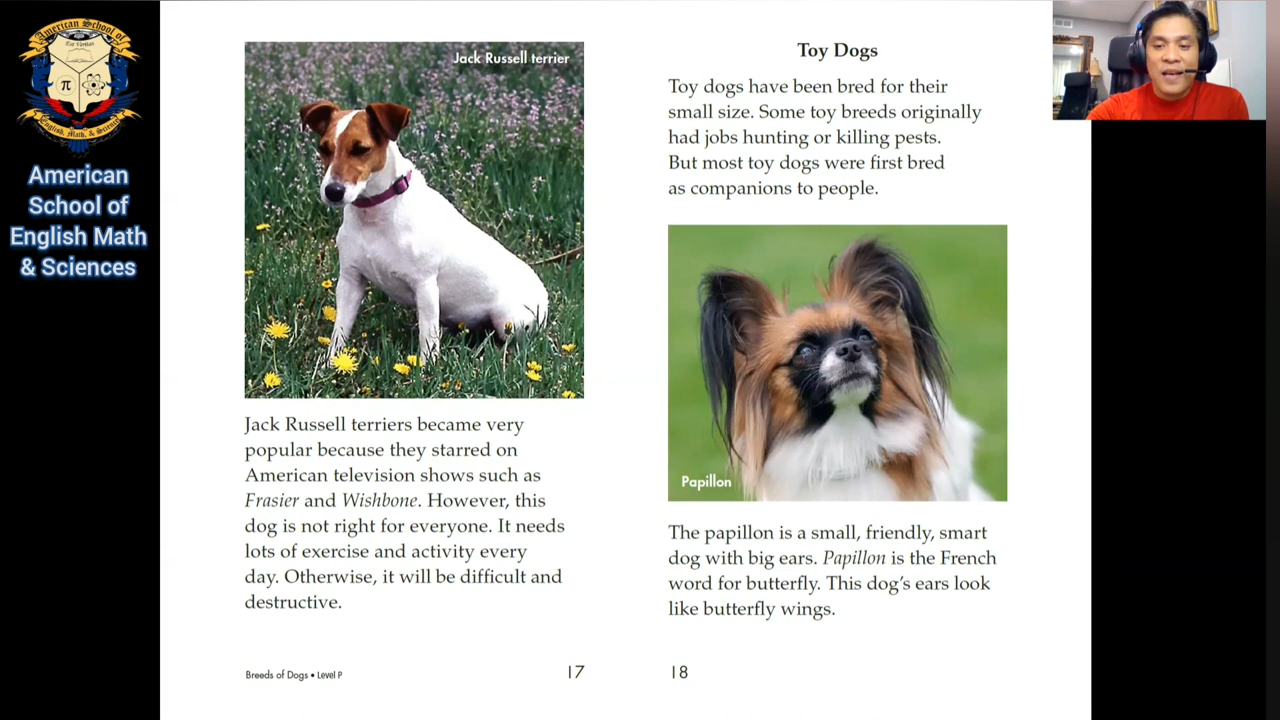 American School of
English, Math, & Sciences
American
School of
English Math
& Sciences
Jack Russell terrier
Jack Russell terriers became very
popular because they starred on
American television shows such as
Frasier and Wishbone. However, this
dog is not right for everyone. It needs
lots of exercise and activity every
day. Otherwise, it will be difficult and
destructive.
Breeds of Dogs • Level P
17
Toy Dogs
Toy dogs have been bred for their
small size. Some toy breeds originally
had jobs hunting or killing pests.
But most toy dogs were first bred
as companions to people.
Papillon
The papillon is a small, friendly, smart
dog with big ears. Papillon is the French
word for butterfly. This dog's ears look
like butterfly wings.
18